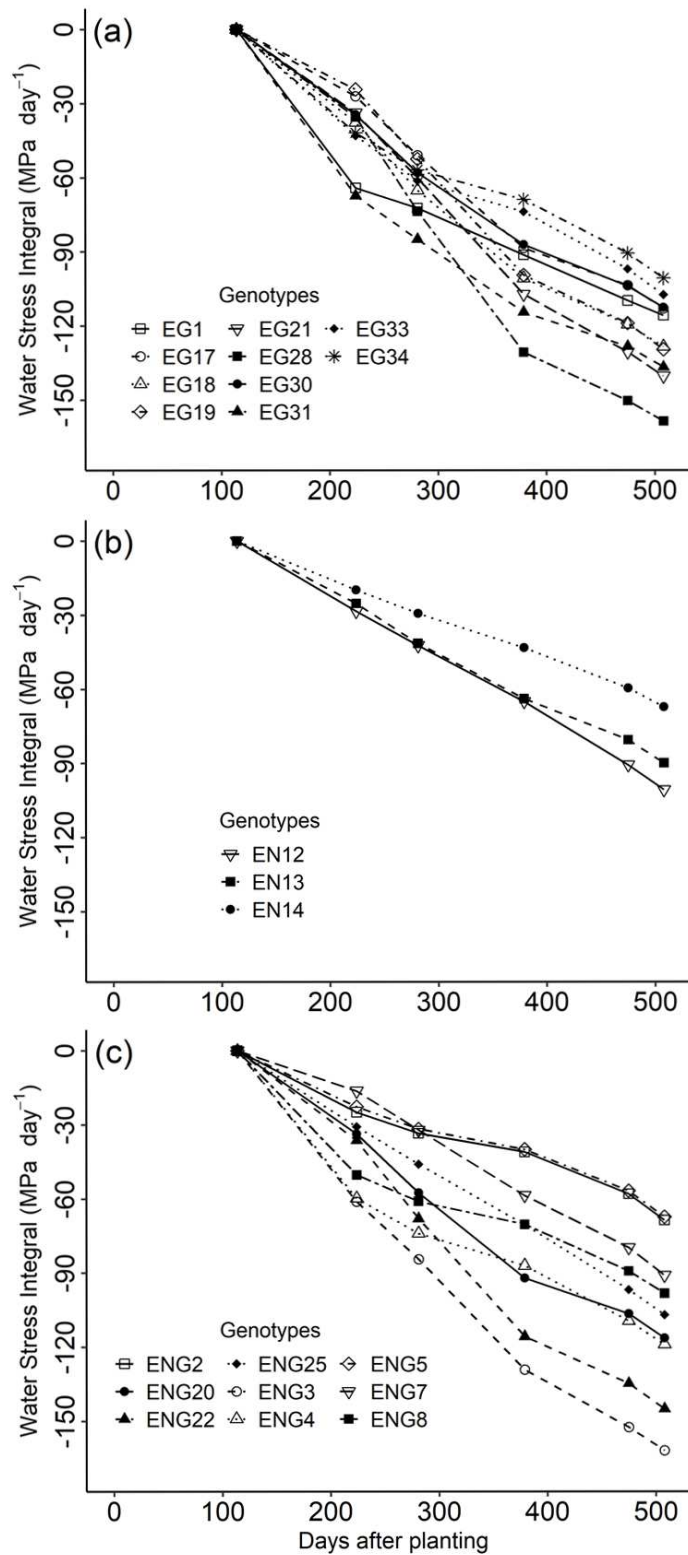 (a)
Water Stress Integral (MPa day⁻¹)
0
-30
-60
-90
-120
-150
Genotypes
EG1 EG21 EG33
EG17 EG28 EG34
EG18 EG30
EG19 EG31
0 100 200 300 400 500
(b)
Water Stress Integral (MPa day⁻¹)
0
-30
-60
-90
-120
-150
Genotypes
EN12
EN13
EN14
0 100 200 300 400 500
(c)
Water Stress Integral (MPa day⁻¹)
0
-30
-60
-90
-120
-150
Genotypes
ENG2 ENG25 ENG5
ENG20 ENG3 ENG7
ENG22 ENG4 ENG8
0 100 200 300 400 500
Days after planting